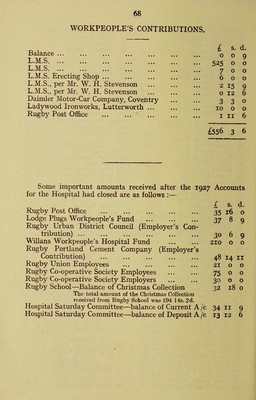 68
WORKPEOPLE'S CONTRIBUTIONS.
£ s. d.
Balance ... ... ... ... ... ... ... 0 0 9
L.M.S. ... ... ... ... ... ... ... 525 0 0
L.M.S. ... ... ... ... ... ... ... 7 0 0
L.M.S. Erecting Shop ... ... ... ... ... 6 0 0
L.M.S., per Mr. W. H. Stevenson ... ... ... 2 15 9
L.M.S., per Mr. W. H. Stevenson ... ... ... 0 12 6
Daimler Motor-Car Company, Coventry ... ... 3 3 0
Ladywood Ironworks, Lutterworth ... ... ... 10 0 0
Rugby Post Office ... ... ... ... ... 1 11 6
£556 3 6
Some important amounts received after the 1927 Accounts
for the Hospital had closed are as follows :—
£ s. d.
Rugby Post Office ... ... ... ... ... 35 16 0
Lodge Plugs Workpeople's Fund ... ... ... 37 8 9
Rugby Urban District Council (Employer's Con-
tribution) ... ... ... ... ... ... 30 6 9
Willans Workpeople's Hospital Fund ... ... 210 0 0
Rugby Portland Cement Company (Employer's
Contribution) ... ... ... ... ... 48 14 11
Rugby Union Employees ... ... ... ... 21 0 0
Rugby Co-operative Society Employees ... ... 75 0 0
Rugby Co-operative Society Employers ... ... 30 0 0
Rugby School—Balance of Christmas Collection 32 18 0
The total amount of the Christmas Collection
received from Rugby School was £94 14s. 2d.
Hospital Saturday Committee—balance of Current A/c 34 11 9
Hospital Saturday Committee—balance of Deposit A/c 13 12 6